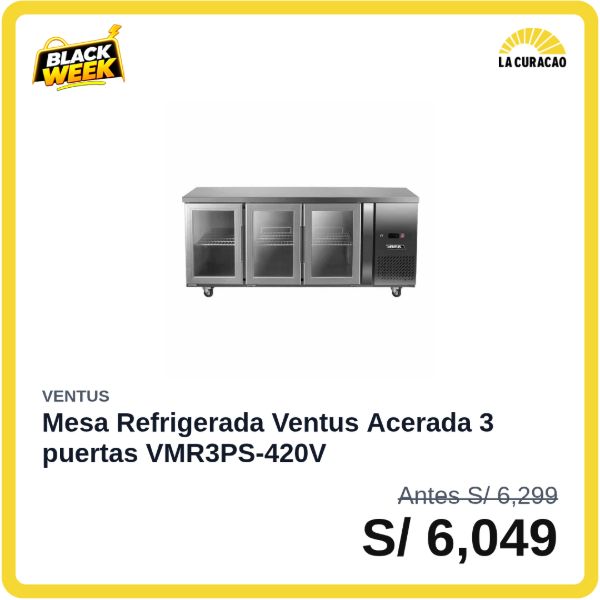 BLACK
WEEK
LA CURACAO
VENTUS
Mesa Refrigerada Ventus Acerada 3
puertas VMR3PS-420V
Antes S/ 6,299
S/ 6,049